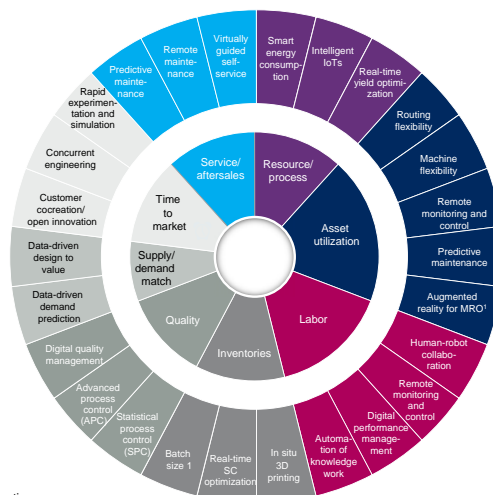 Smart
energy
consump-
tion
Intelligent
IoTs
Real-time
yield optimi-
zation
Routing
flexibility
Machine
flexibility
Remote
monitoring and
control
Predictive
maintenance
Augmented
reality for MRO¹
Human-robot
collabo-
ration
Remote
monitoring
and control
Digital
performance
manage-
ment
Automa-
tion of
knowledge
work
In situ
3D
printing
Real-time
SC
optimization
Batch
size 1
Statistical
process
control
(SPC)
Advanced
process
control
(APC)
Digital quality
management
Data-driven
demand
prediction
Data-driven
design to
value
Customer
cocreation/
open innovation
Concurrent
engineering
Rapid
experimen-
tation and
simulation
Predictive
mainte-
nance
Remote
mainte-
nance
Virtually
guided
self-
service
Resource/
process
Asset
utilization
Labor
Inventories
Quality
Supply/
demand
match
Time
to
market
Service/
aftersales